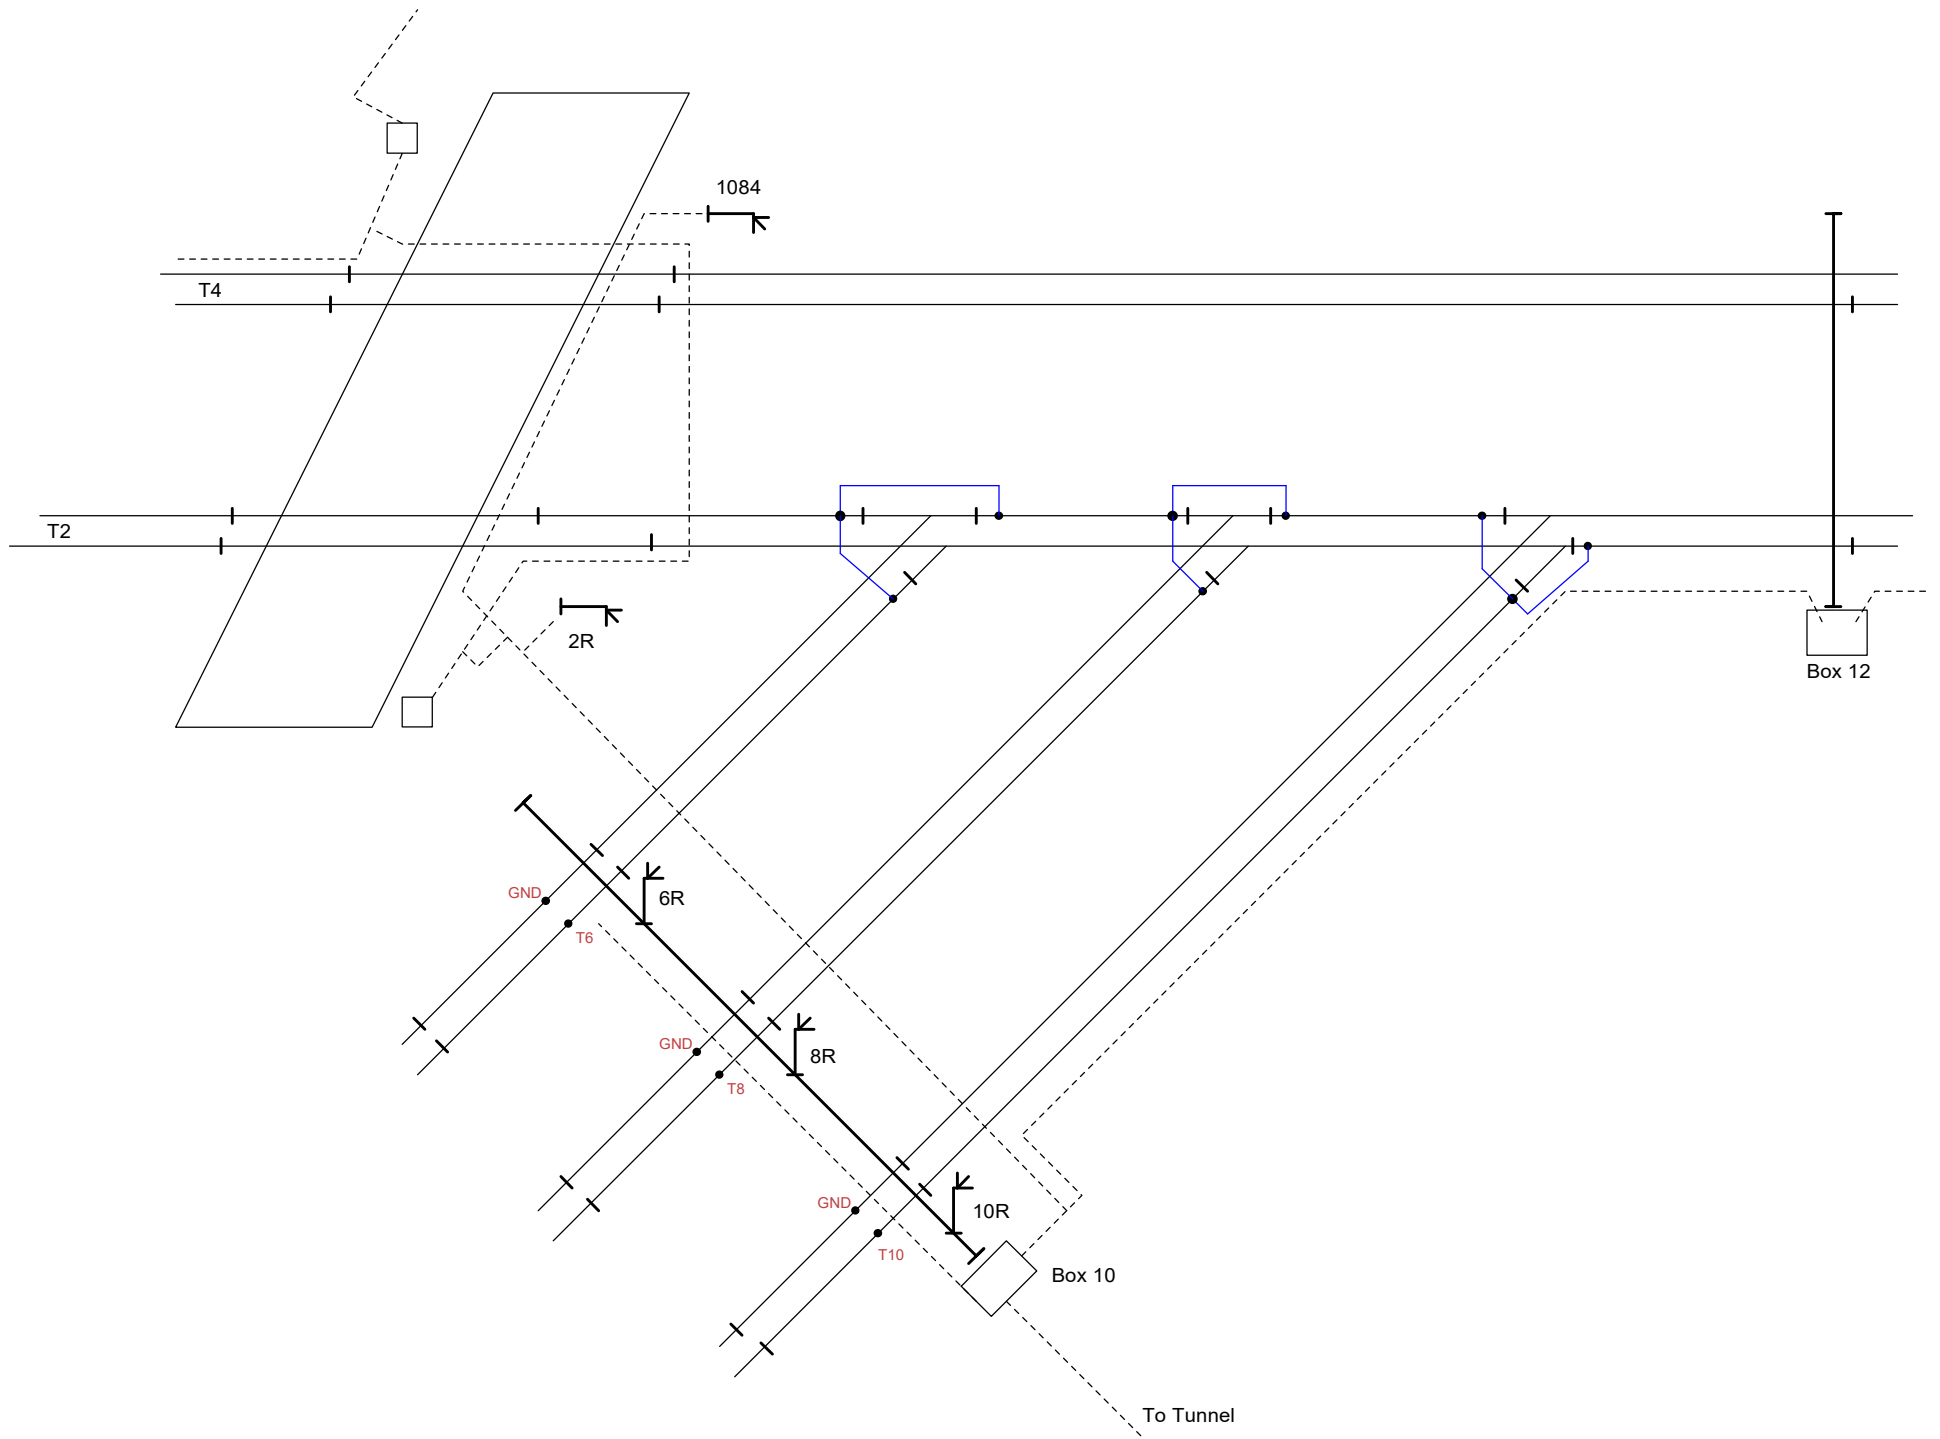 1084
T4
T2
2R
Box 12
GND
6R
T6
GND
8R
T8
GND
10R
T10
Box 10
To Tunnel